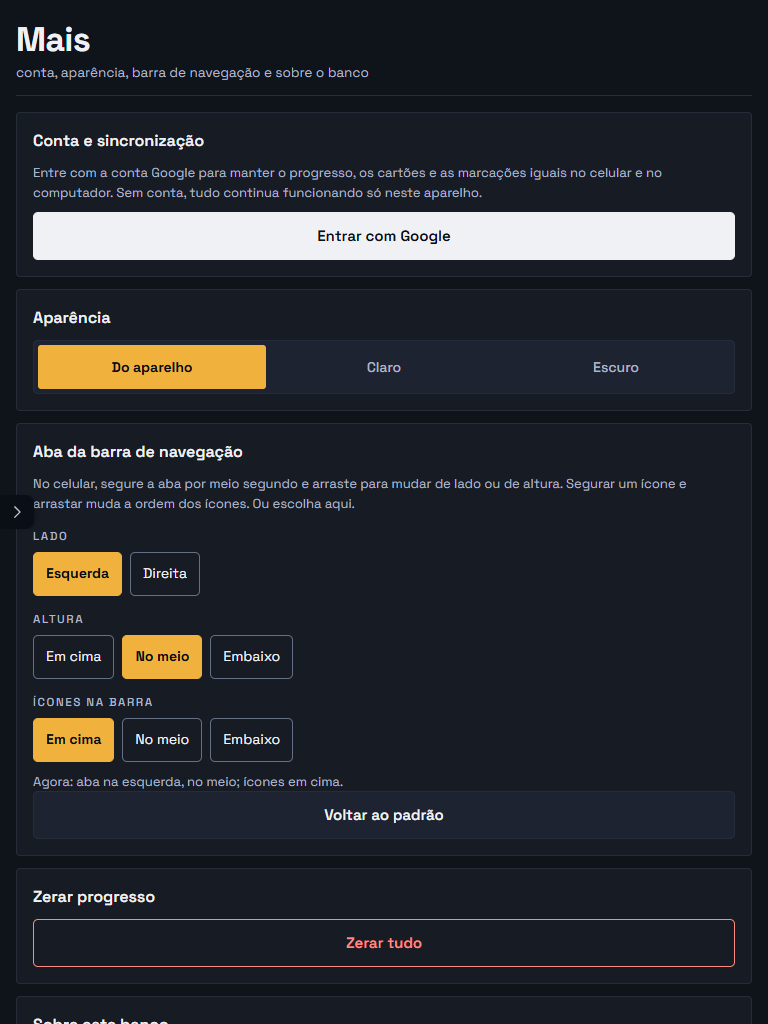 Mais
conta, aparência, barra de navegação e sobre o banco
Conta e sincronização
Entre com a conta Google para manter o progresso, os cartões e as marcações iguais no celular e no
computador. Sem conta, tudo continua funcionando só neste aparelho.
Entrar com Google
Aparência
Do aparelho
Claro
Escuro
Aba da barra de navegação
No celular, segure a aba por meio segundo e arraste para mudar de lado ou de altura. Segurar um ícone e
arrastar muda a ordem dos ícones. Ou escolha aqui.
LADO
Esquerda
Direita
ALTURA
Em cima
No meio
Embaixo
ÍCONES NA BARRA
Em cima
No meio
Embaixo
Agora: aba na esquerda, no meio; ícones em cima.
Voltar ao padrão
Zerar progresso
Zerar tudo
Sobre este banco